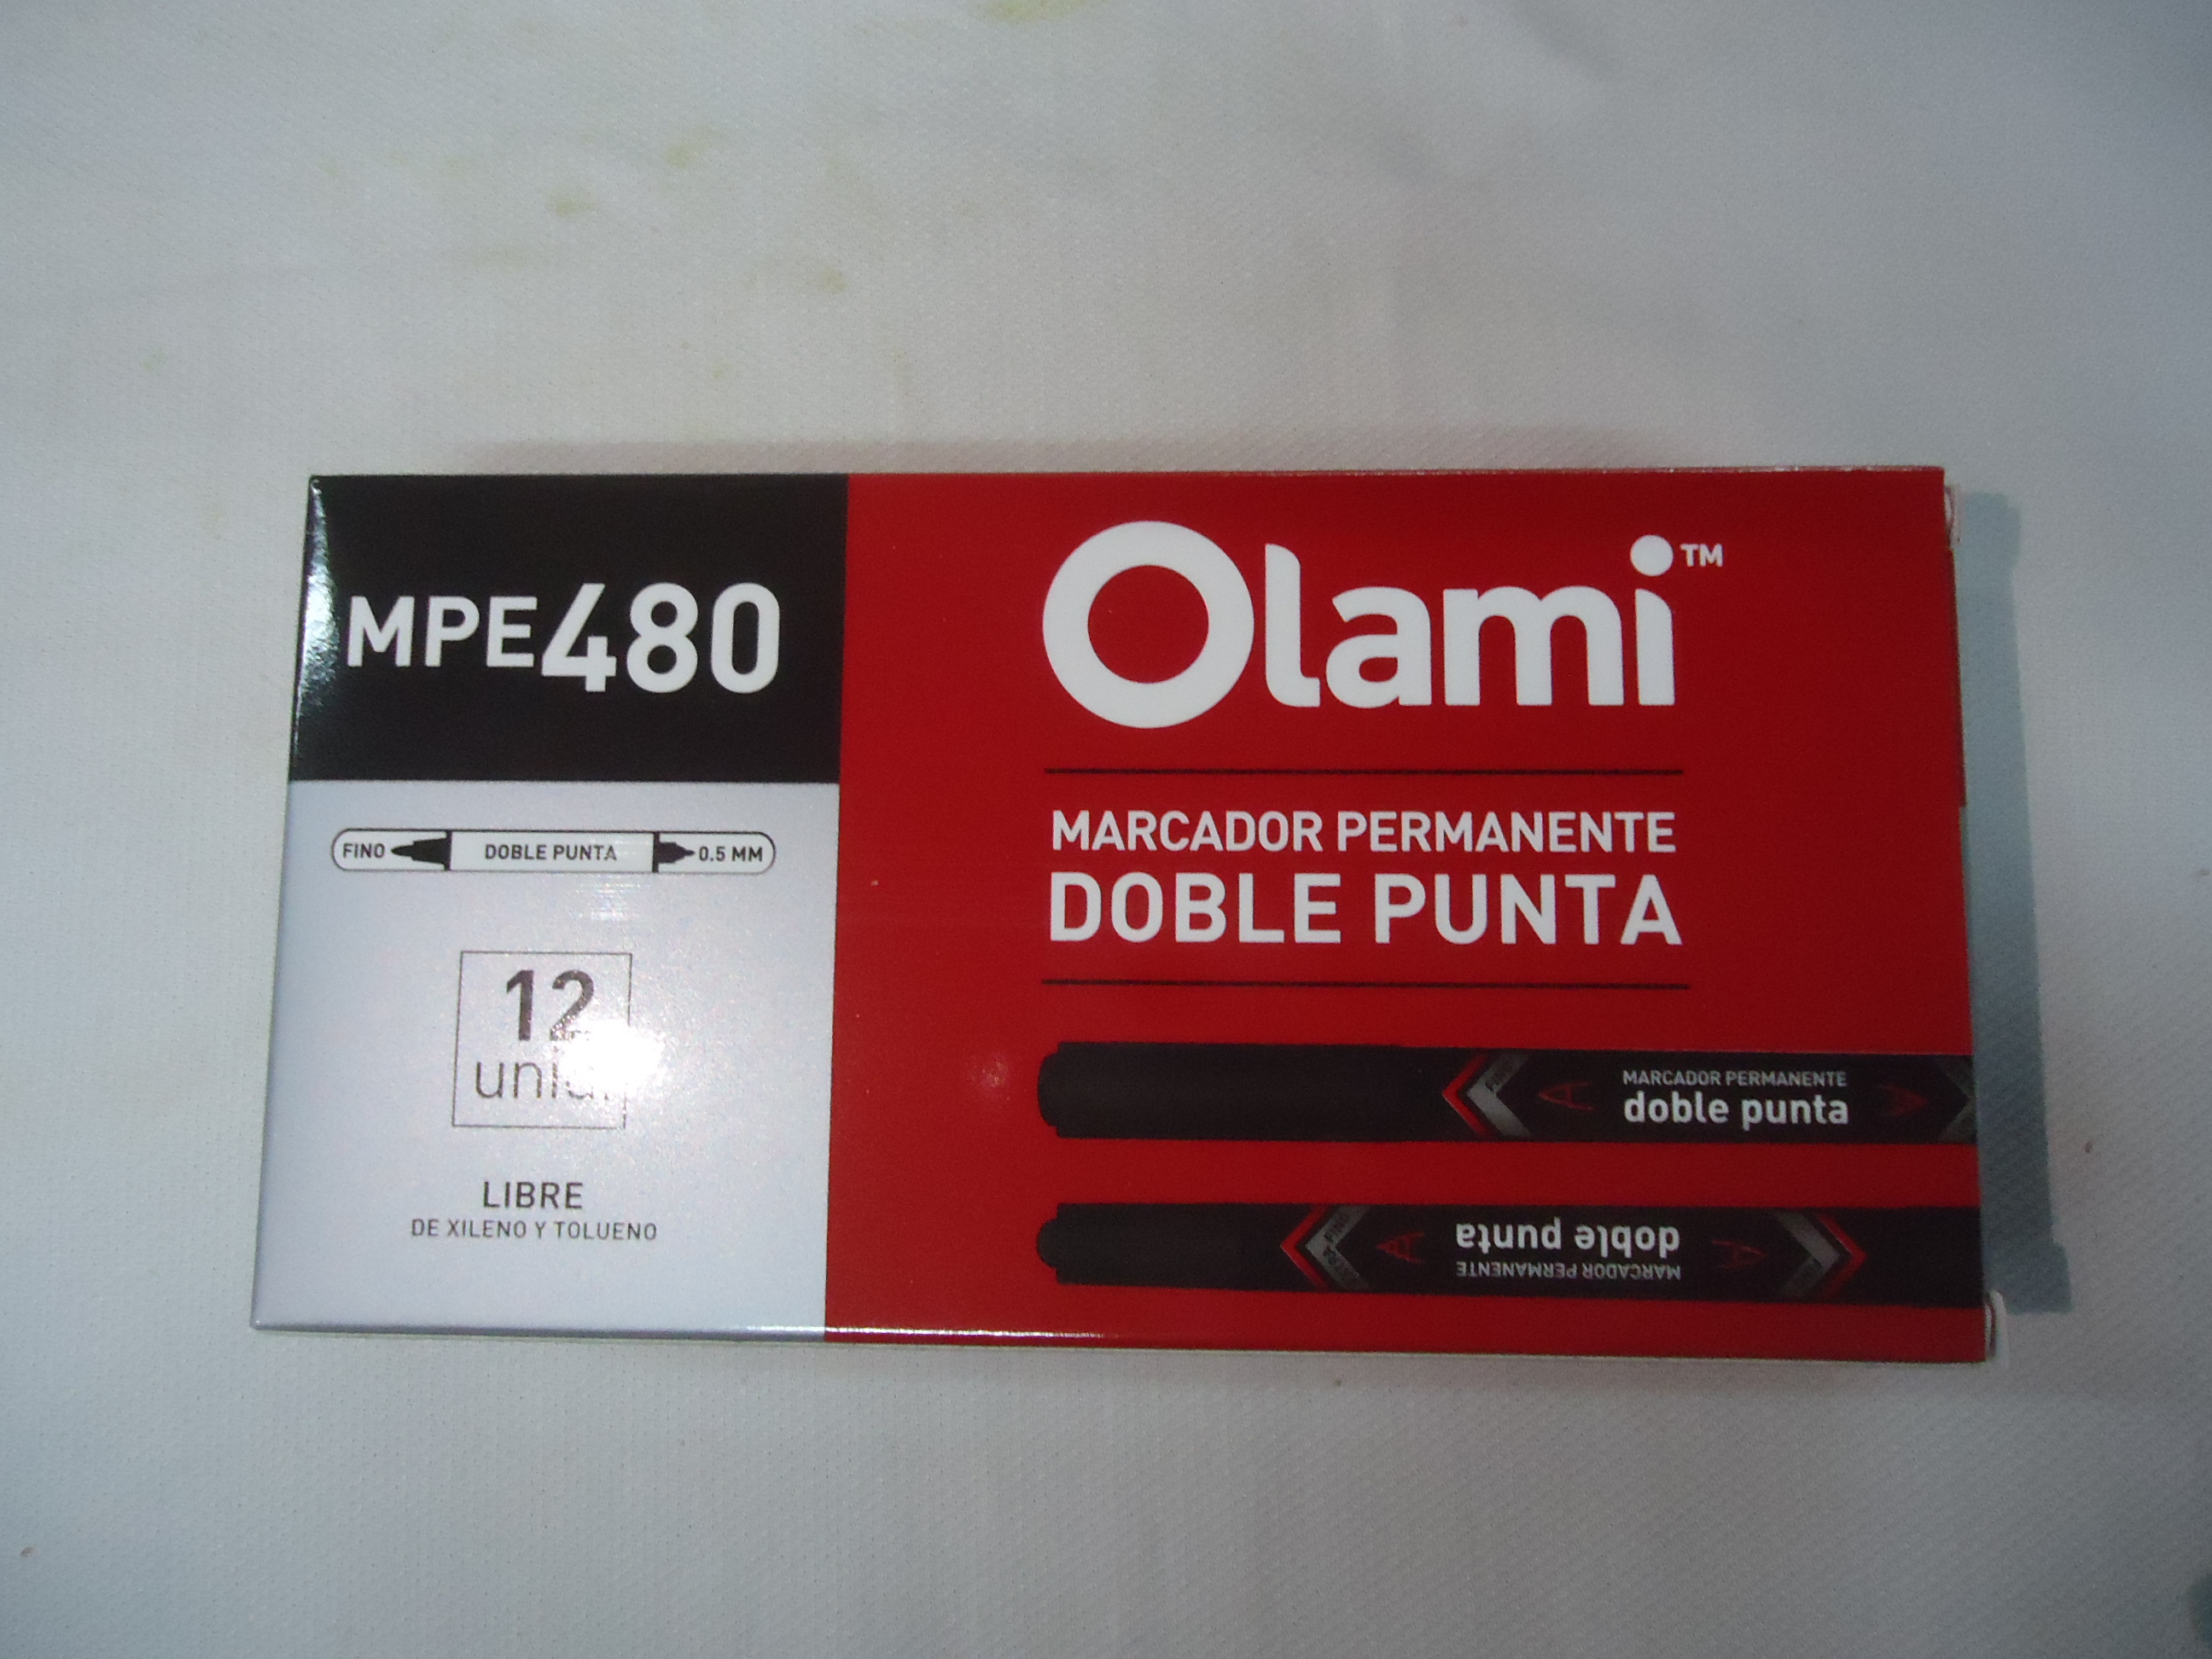 MPE480
FINO DOBLE PUNTA 0.5 MM
12
LIBRE
DE XILENO Y TOLUENO
Olami™
MARCADOR PERMANENTE
DOBLE PUNTA
MARCADOR PERMANENTE
doble punta
MARCADOR PERMANENTE
doble punta